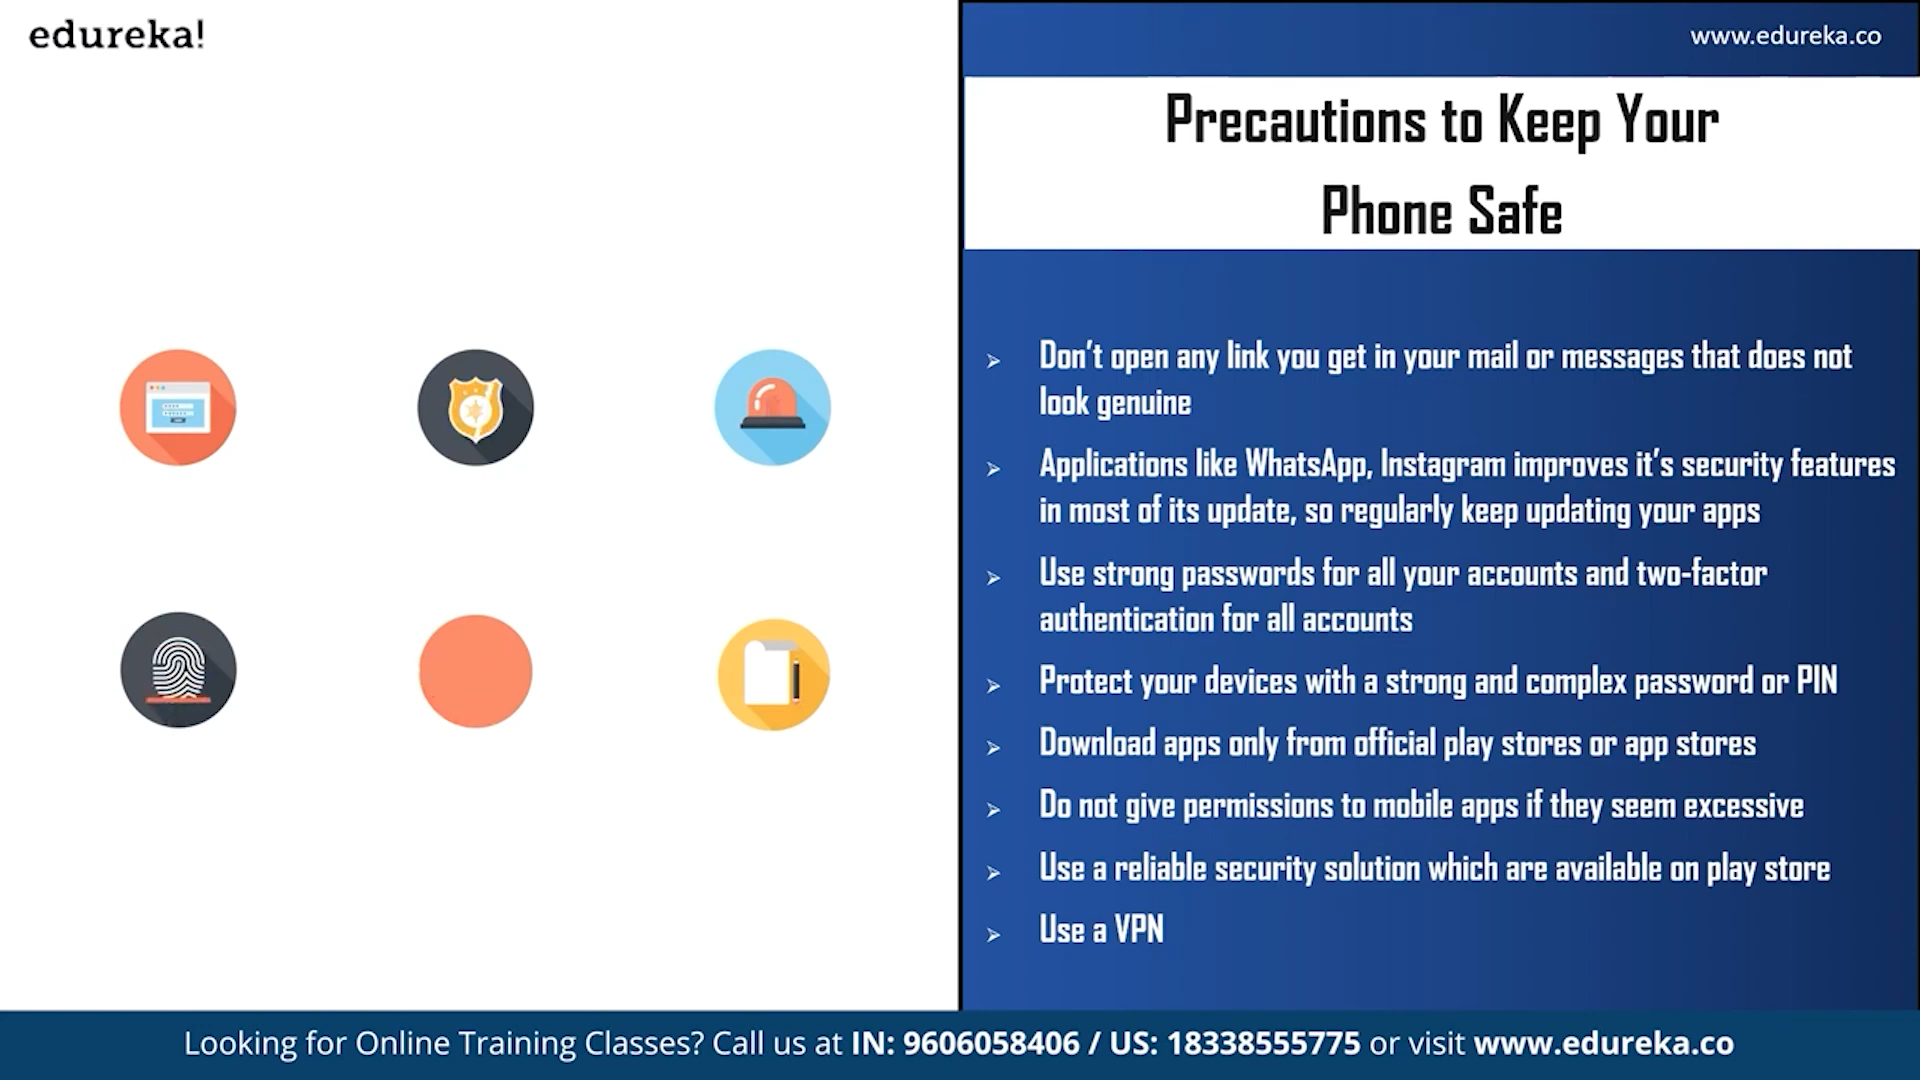 edureka!
www.edureka.co
Precautions to Keep Your
Phone Safe
Don't open any link you get in your mail or messages that does not
look genuine
Applications like WhatsApp, Instagram improves it's security features
in most of its update, so regularly keep updating your apps
Use strong passwords for all your accounts and two-factor
authentication for all accounts
Protect your devices with a strong and complex password or PIN
Download apps only from official play stores or app stores
Do not give permissions to mobile apps if they seem excessive
Use a reliable security solution which are available on play store
Use a VPN
Looking for Online Training Classes? Call us at IN: 9606058406 / US: 18338555775 or visit www.edureka.co